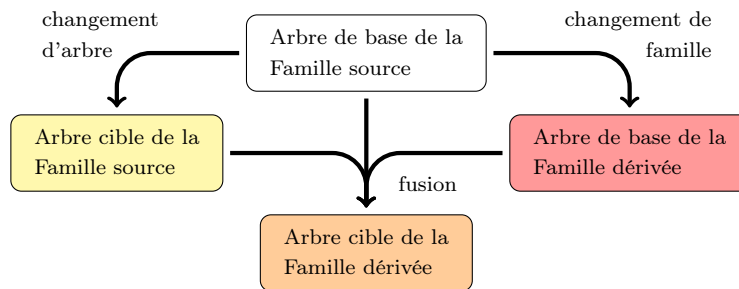 changement
d'arbre
Arbre de base de la
Famille source
changement de
famille
Arbre cible de la
Famille source
Arbre de base de la
Famille dérivée
fusion
Arbre cible de la
Famille dérivée